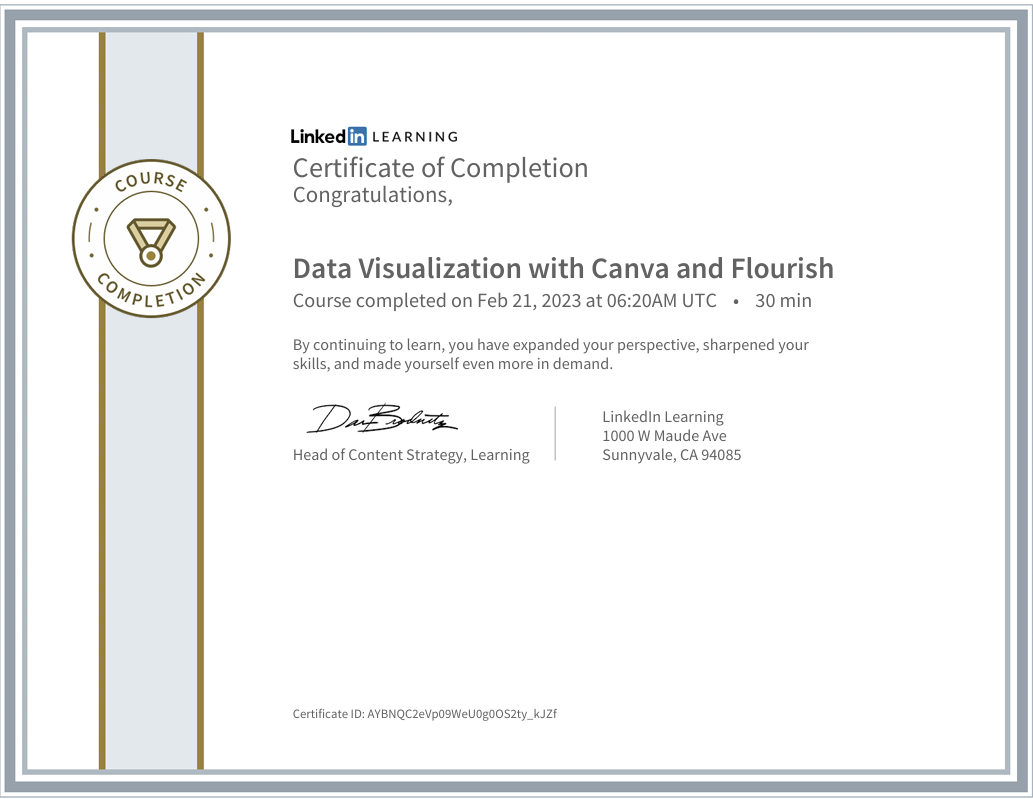 COURSE
COMPLETION
Linked in LEARNING
Certificate of Completion
Congratulations,
Data Visualization with Canva and Flourish
Course completed on Feb 21, 2023 at 06:20AM UTC • 30 min
By continuing to learn, you have expanded your perspective, sharpened your
skills, and made yourself even more in demand.
Head of Content Strategy, Learning
LinkedIn Learning
1000 W Maude Ave
Sunnyvale, CA 94085
Certificate ID: AYBNQC2eVp09WeU0g0OS2ty_kJZf